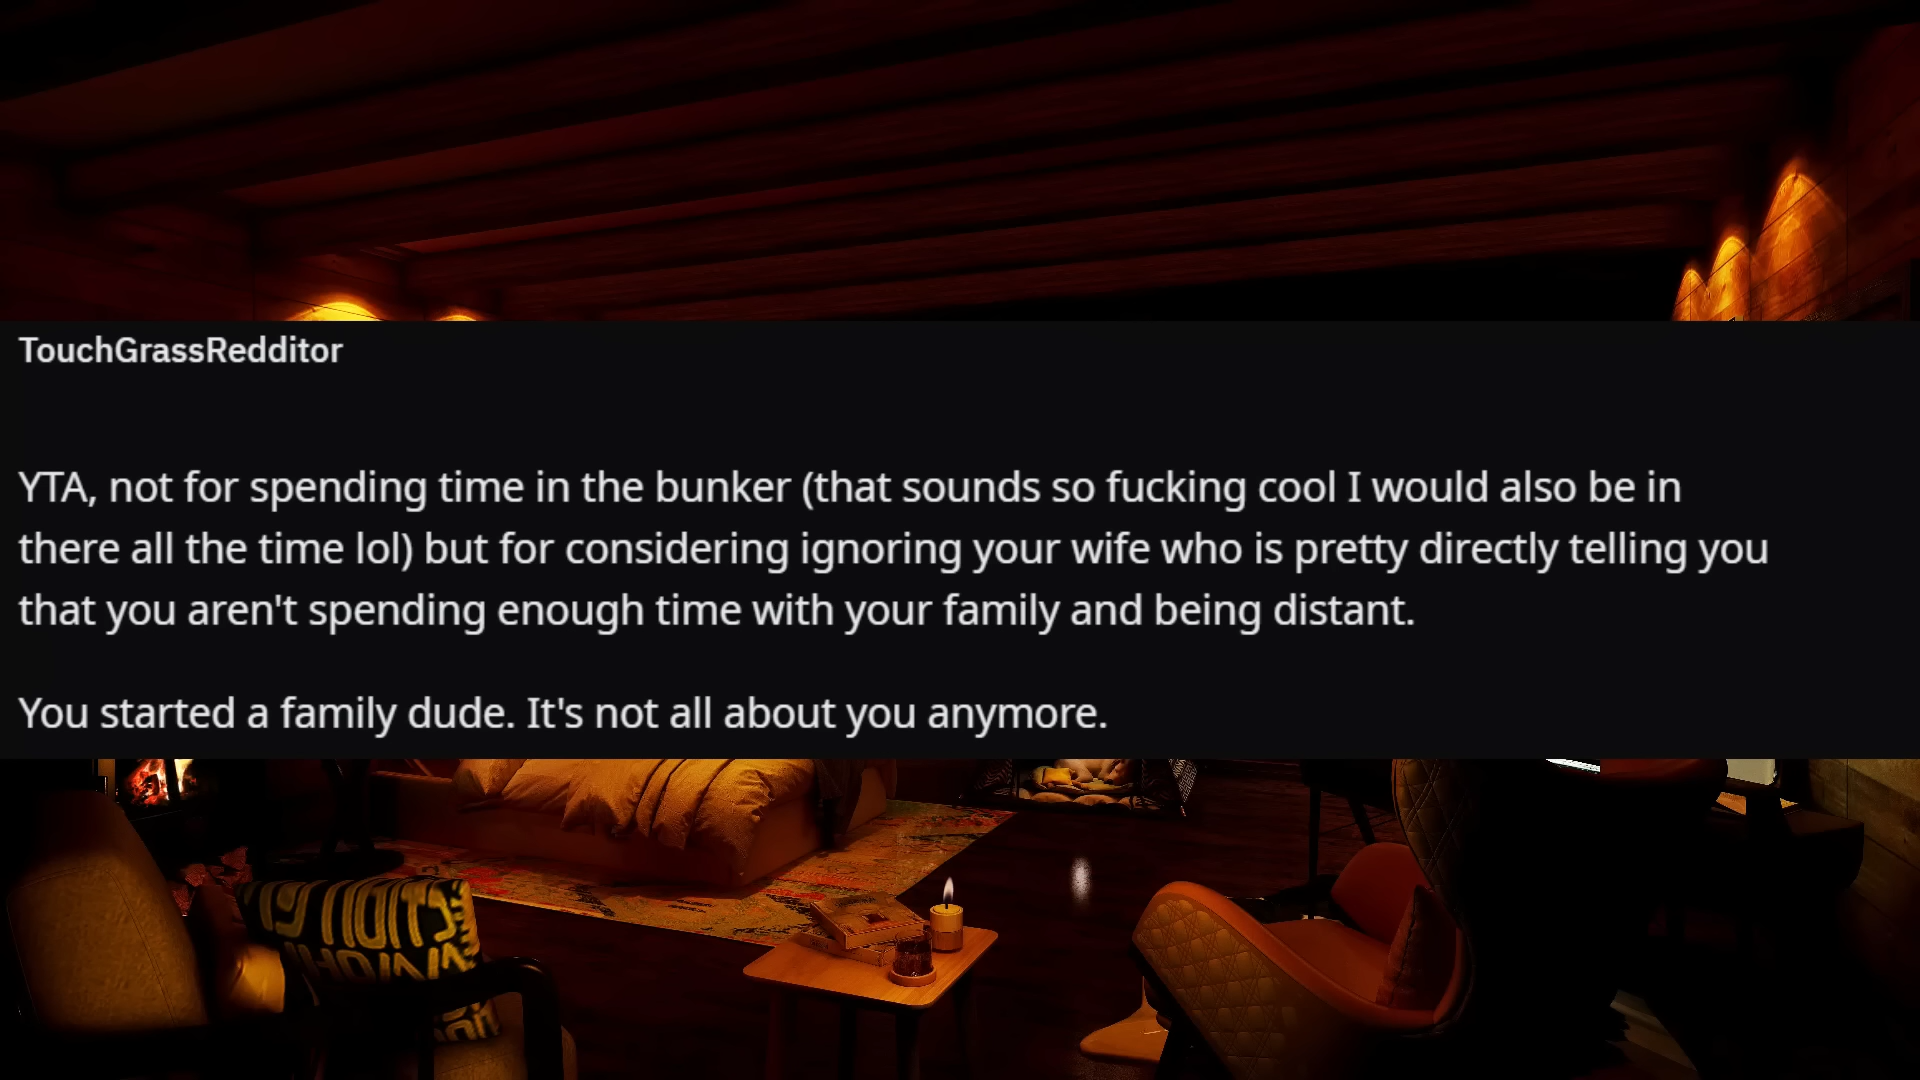 TouchGrassRedditor
YTA, not for spending time in the bunker (that sounds so fucking cool I would also be in
there all the time lol) but for considering ignoring your wife who is pretty directly telling you
that you aren't spending enough time with your family and being distant.
You started a family dude. It's not all about you anymore.